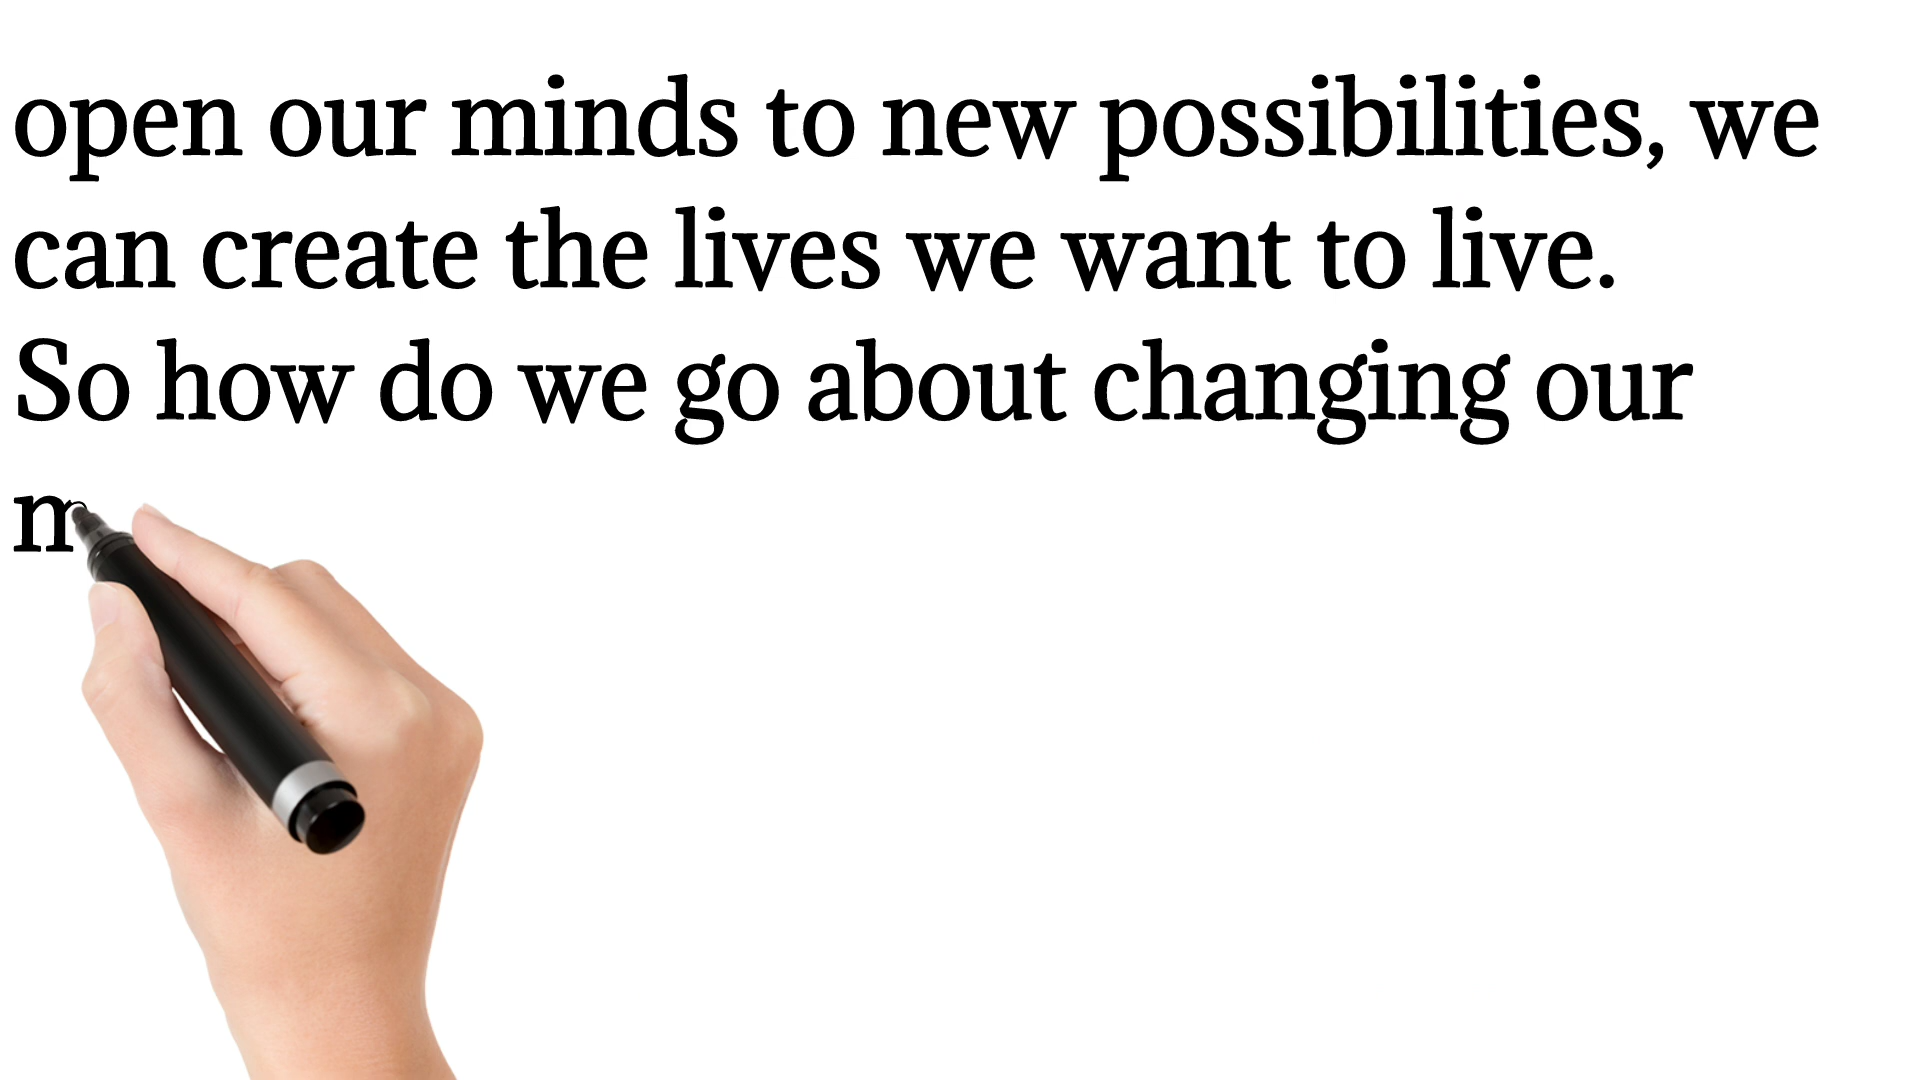 open our minds to new possibilities, we
can create the lives we want to live.
So how do we go about changing our